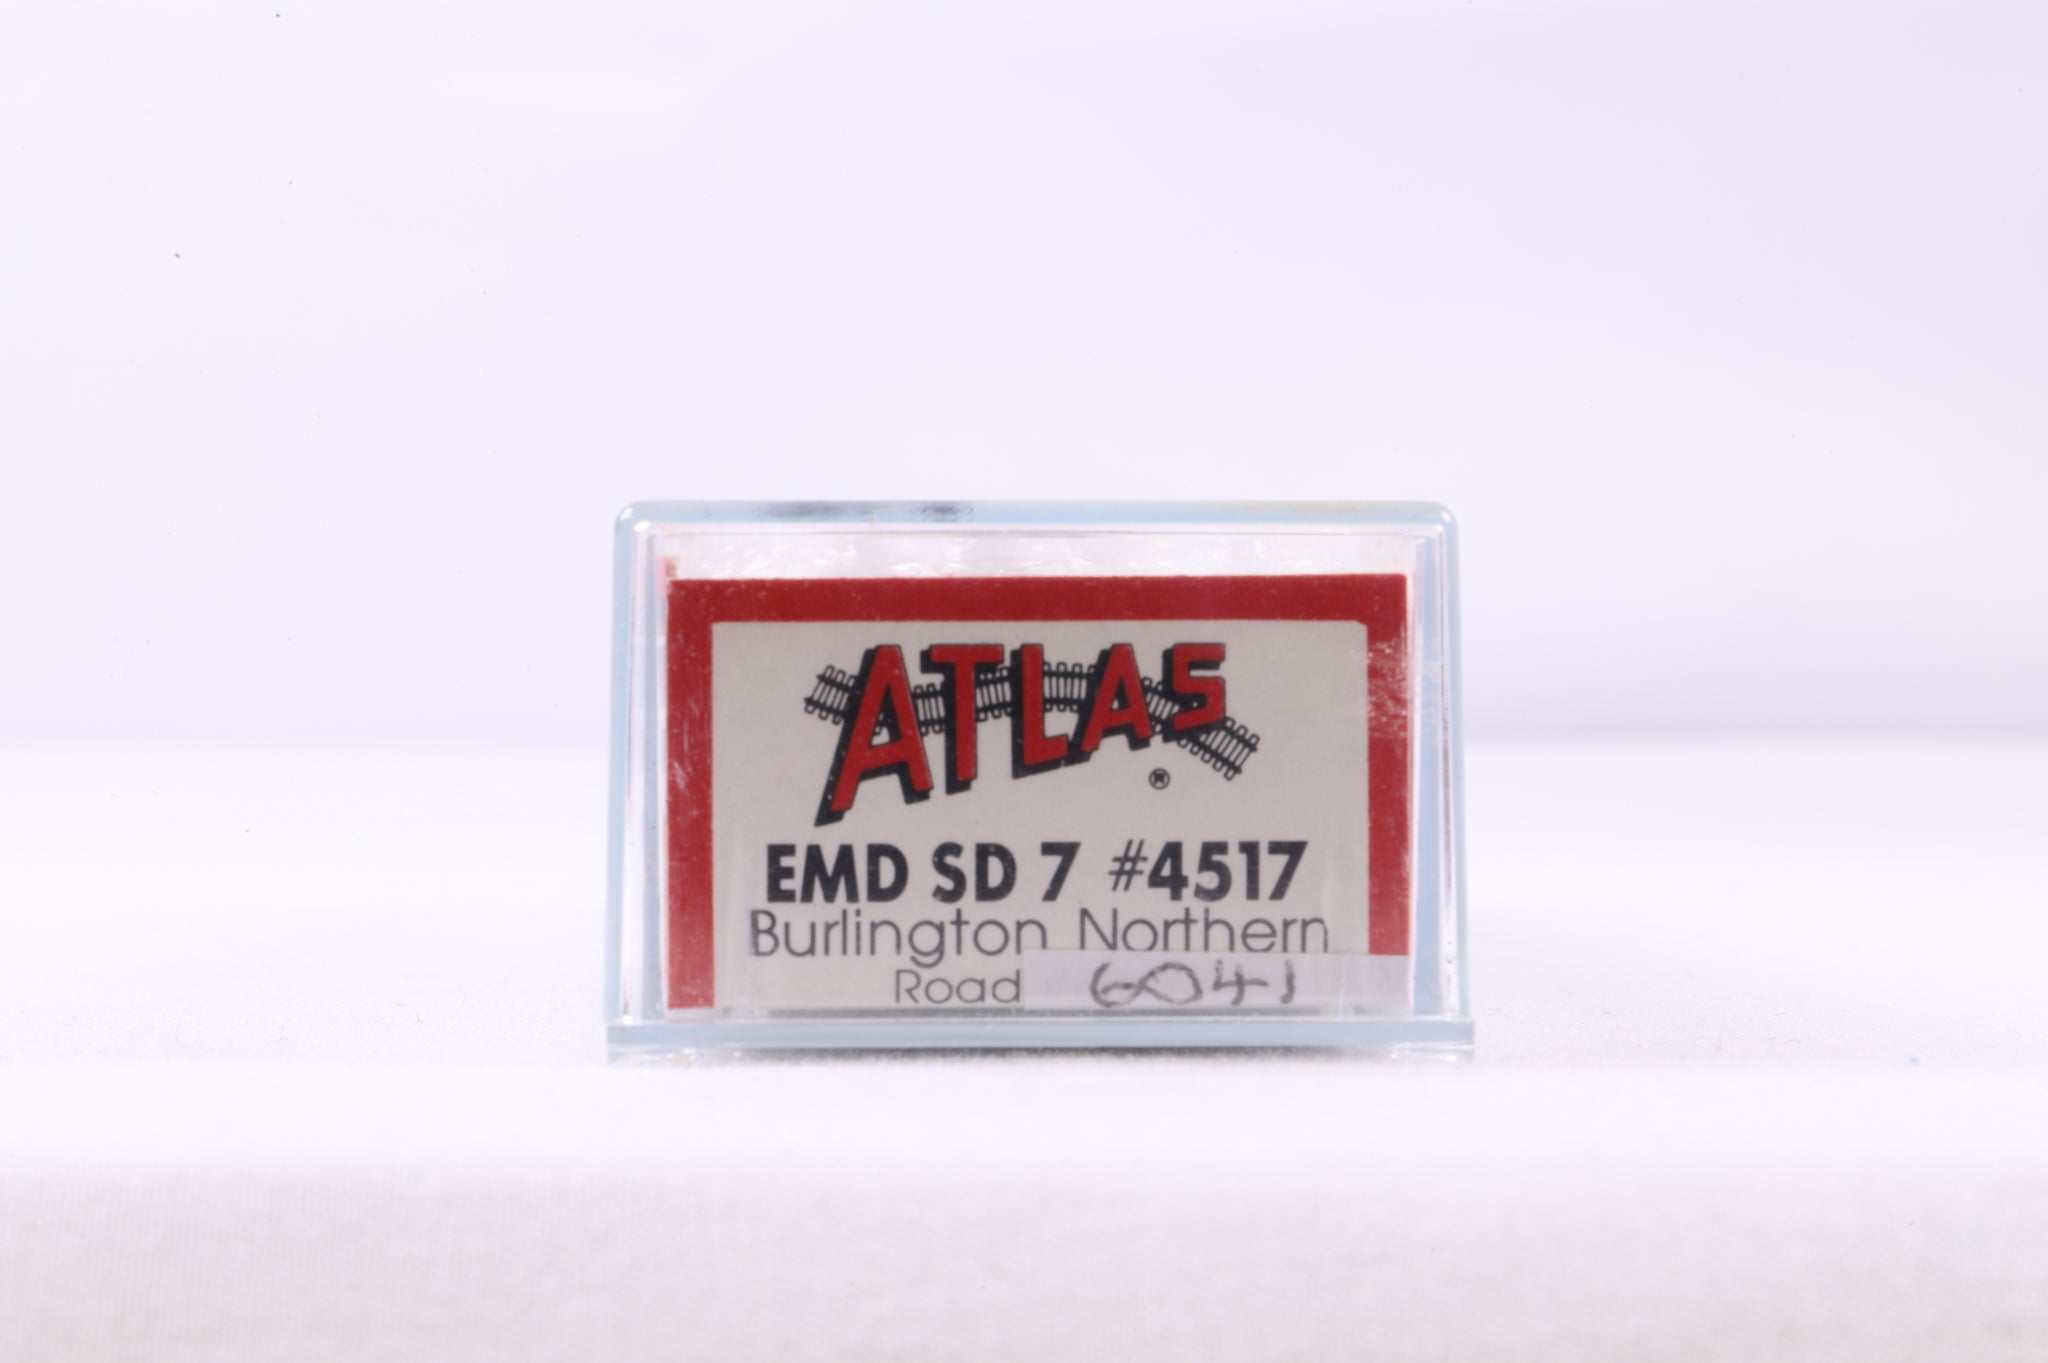 ATLAS
®
EMD SD 7 #4517
Burlington Northern
Road 6041